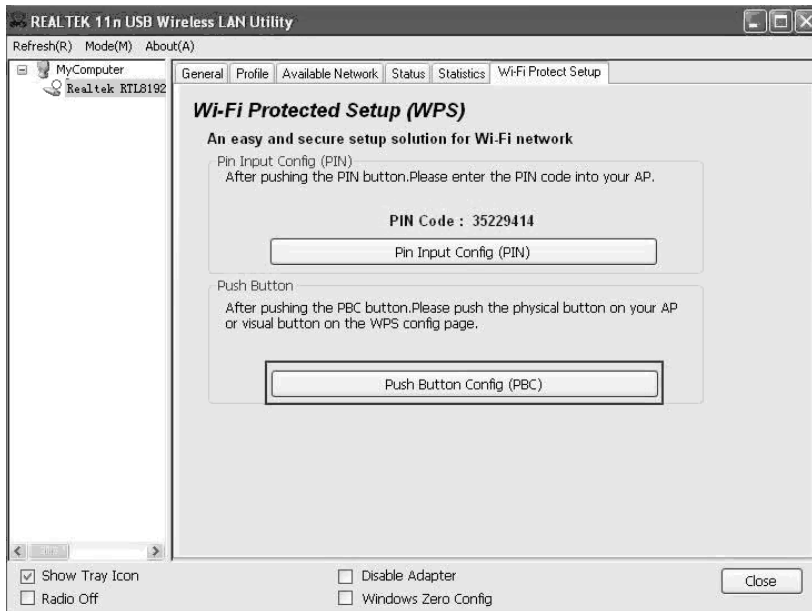 REALTEK 11n USB Wireless LAN Utility
Refresh(R) Mode(M) About(A)
MyComputer
Realtek RTL8192
General Profile Available Network Status Statistics Wi-Fi Protect Setup
Wi-Fi Protected Setup (WPS)
An easy and secure setup solution for Wi-Fi network
Pin Input Config (PIN)
After pushing the PIN button.Please enter the PIN code into your AP.
PIN Code : 35229414
Pin Input Config (PIN)
Push Button
After pushing the PBC button.Please push the physical button on your AP
or visual button on the WPS config page.
Push Button Config (PBC)
Show Tray Icon
Radio Off
Disable Adapter
Windows Zero Config
Close